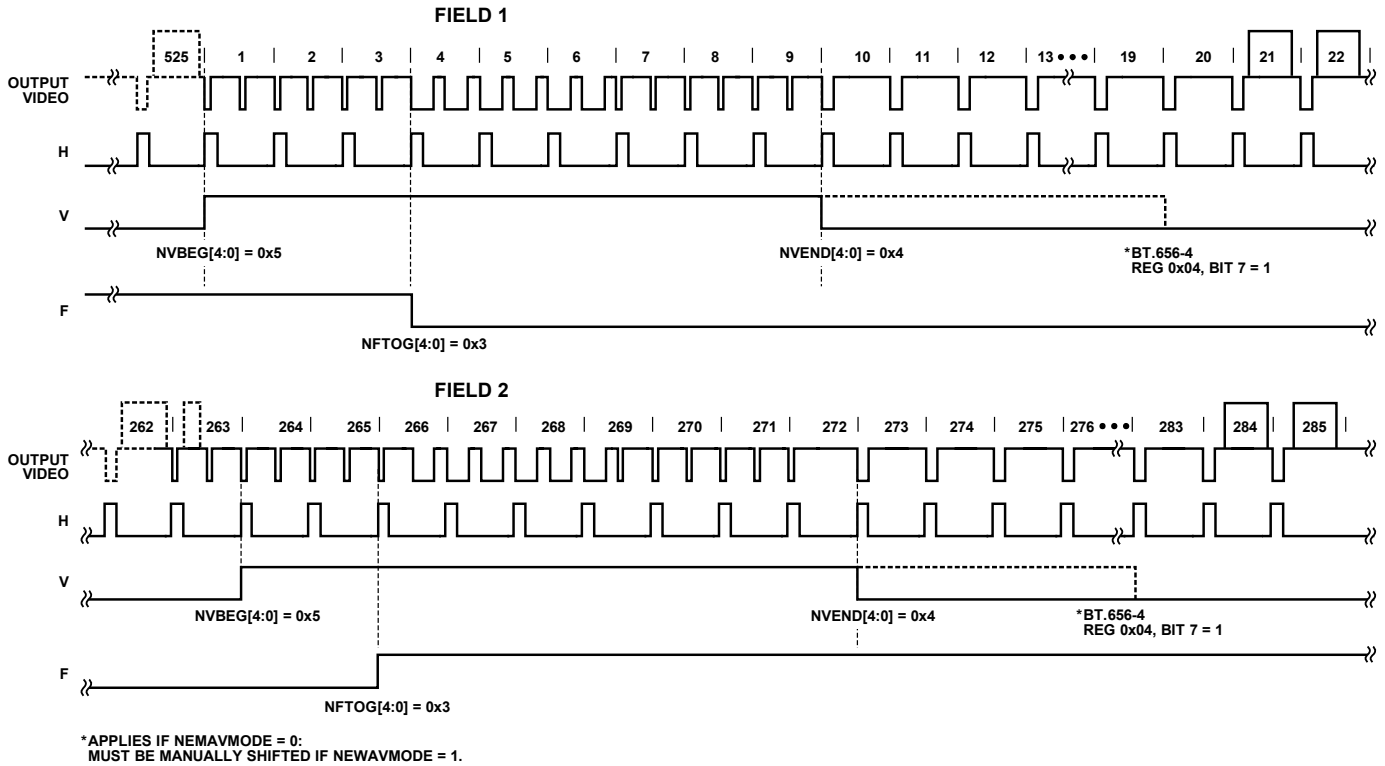 FIELD 1
525 1 2 3 4 5 6 7 8 9 10 11 12 13 ••• 19 20 21 22
OUTPUT
VIDEO
H
V
NVBEG[4:0] = 0x5
NVEND[4:0] = 0x4
*BT.656-4
REG 0x04, BIT 7 = 1
F
NFTOG[4:0] = 0x3
FIELD 2
262 263 264 265 266 267 268 269 270 271 272 273 274 275 276 ••• 283 284 285
OUTPUT
VIDEO
H
V
NVBEG[4:0] = 0x5
NVEND[4:0] = 0x4
*BT.656-4
REG 0x04, BIT 7 = 1
F
NFTOG[4:0] = 0x3
*APPLIES IF NEMAVMODE = 0:
MUST BE MANUALLY SHIFTED IF NEWAVMODE = 1.